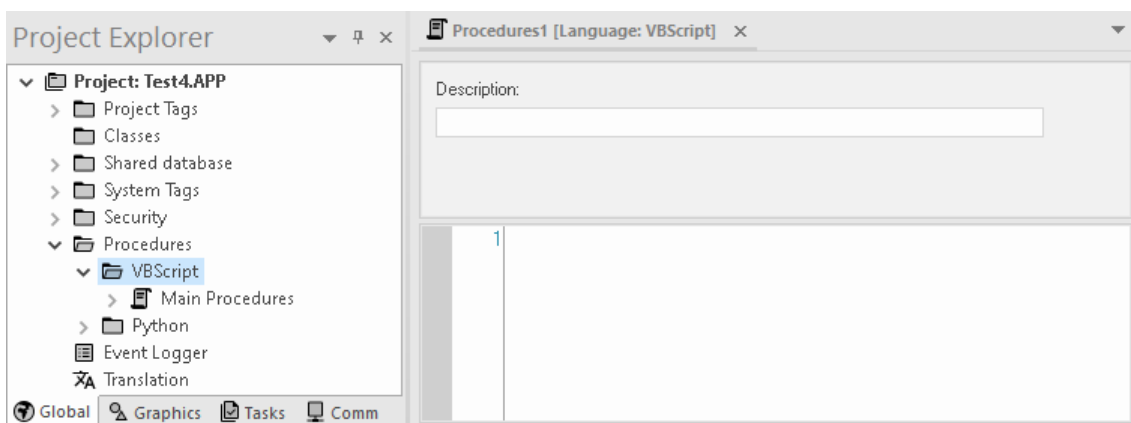 Project Explorer
Project: Test4.APP
Project Tags
Classes
Shared database
System Tags
Security
Procedures
VBScript
Main Procedures
Python
Event Logger
Translation
Global Graphics Tasks Comm
Procedures1 [Language: VBScript]
Description:
1